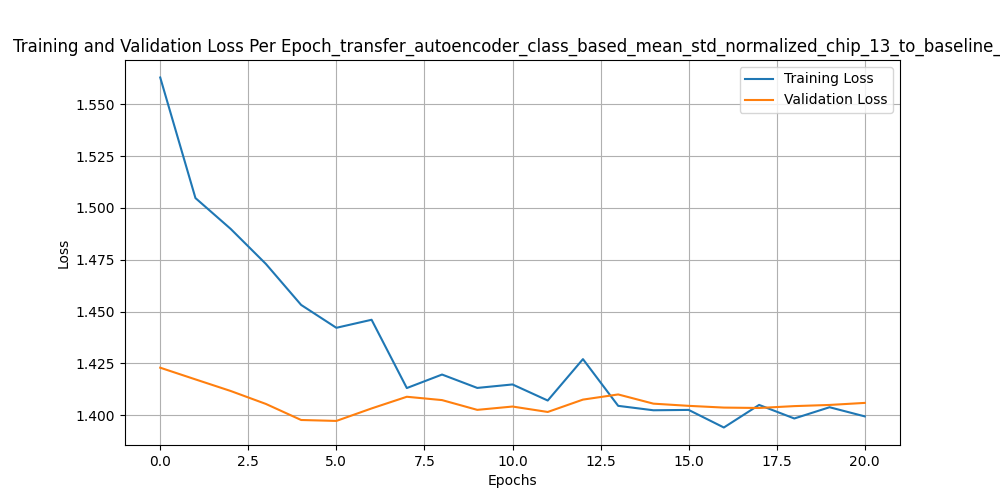 Training and Validation Loss Per Epoch_transfer_autoencoder_class_based_mean_std_normalized_chip_13_to_baseline_
Training Loss
Validation Loss
1.550
1.525
1.500
1.475
1.450
1.425
1.400
Loss
0.0 2.5 5.0 7.5 10.0 12.5 15.0 17.5 20.0
Epochs